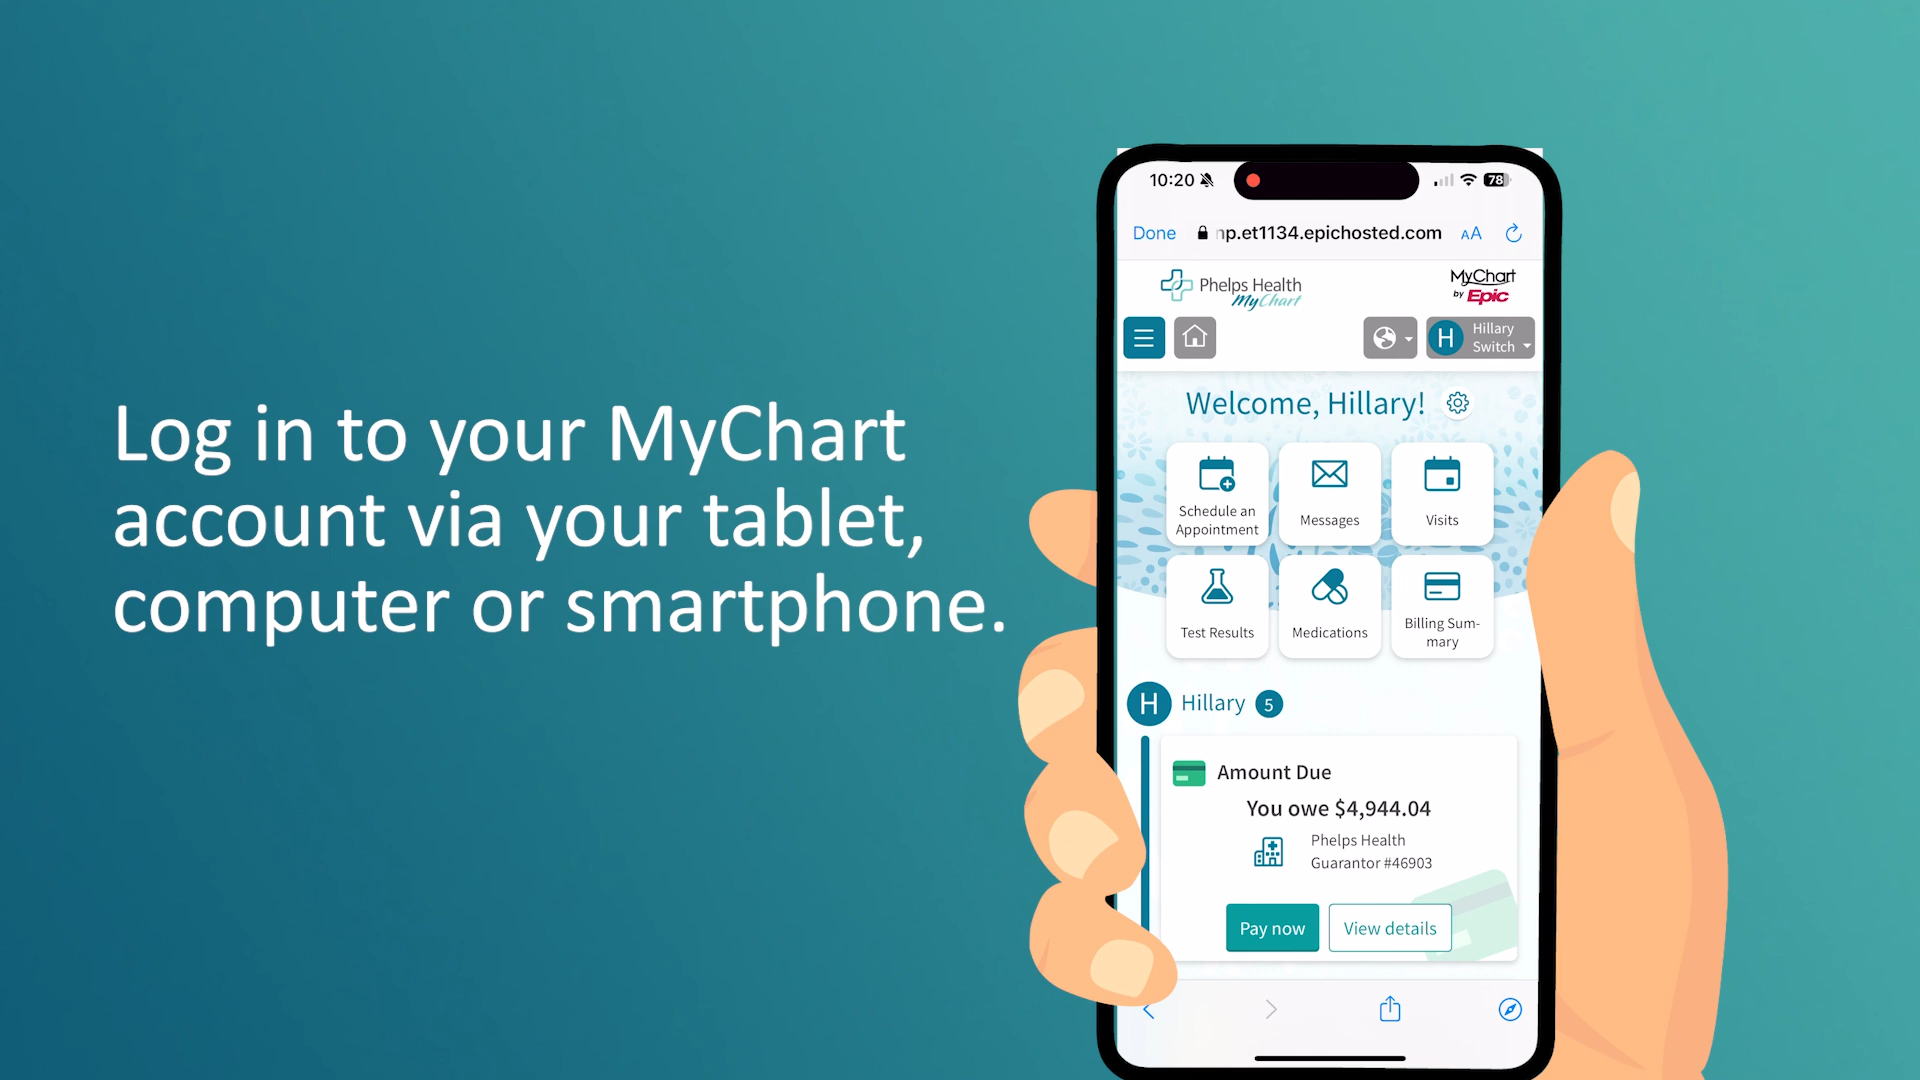 Log in to your MyChart
account via your tablet,
computer or smartphone.
10:20
78
Done
np.et1134.epichosted.com
AA
Phelps Health
MyChart
MyChart
by Epic
H
Hillary
Switch
Welcome, Hillary!
Schedule an
Appointment
Messages
Visits
Test Results
Medications
Billing Sum-
mary
H Hillary 5
Amount Due
You owe $4,944.04
Phelps Health
Guarantor #46903
Pay now
View details